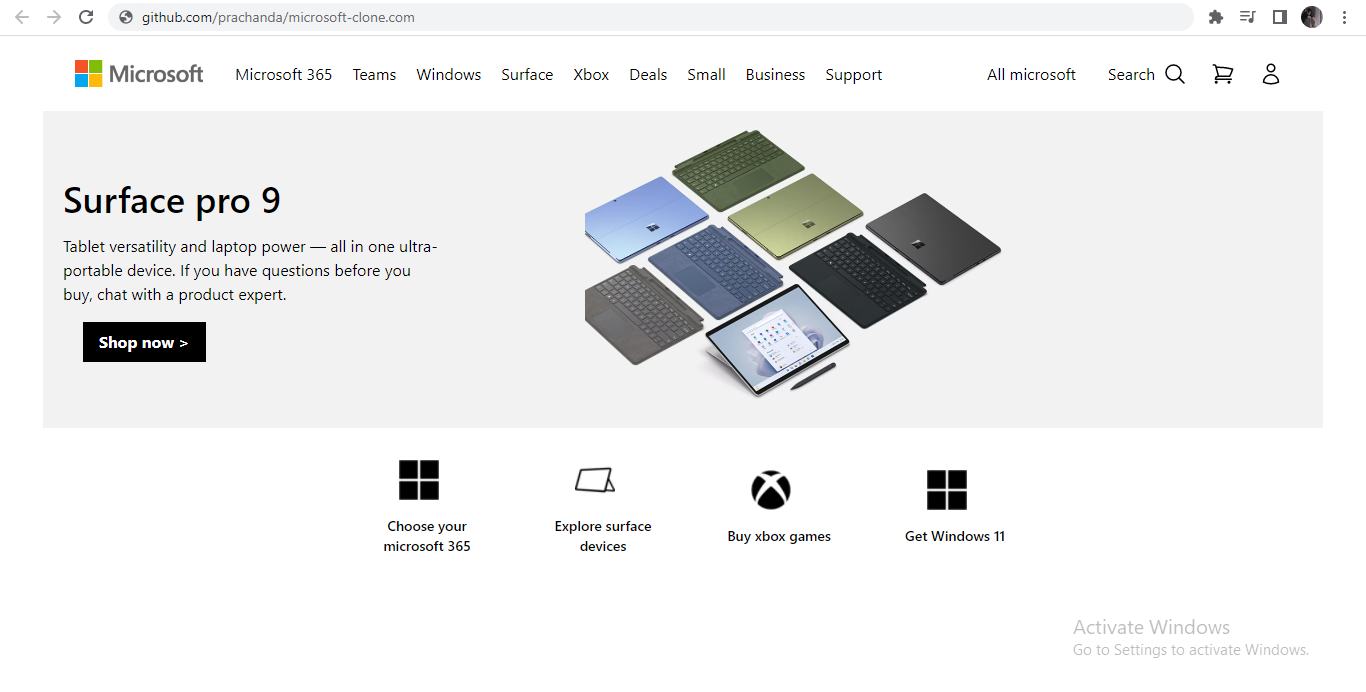 github.com/prachanda/microsoft-clone.com
Microsoft Microsoft 365 Teams Windows Surface Xbox Deals Small Business Support All microsoft Search
Surface pro 9
Tablet versatility and laptop power — all in one ultra-
portable device. If you have questions before you
buy, chat with a product expert.
Shop now >
Choose your
microsoft 365
Explore surface
devices
Buy xbox games
Get Windows 11
Activate Windows
Go to Settings to activate Windows.